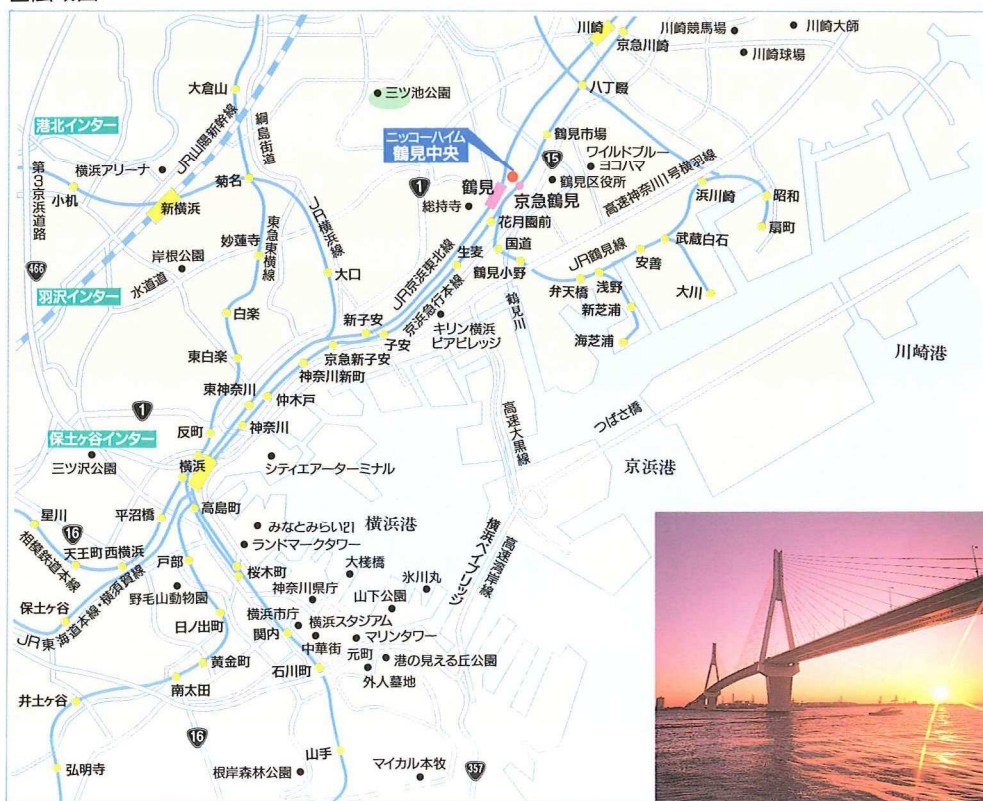 川崎
京急川崎
川崎競馬場
川崎大師
川崎球場
大倉山
三ツ池公園
八丁畷
港北インター
JR山陽新幹線
綱島街道
ニッコーハイム
鶴見中央
鶴見市場
15
ワイルドブルー
ヨコハマ
鶴見区役所
高速神奈川1号横羽線
第3京浜道路
横浜アリーナ
小机
新横浜
菊名
1
鶴見
京急鶴見
総持寺
浜川崎
昭和
扇町
花月園前
国道
JR横浜線
東急東横線
妙蓮寺
岸根公園
水道道
466
羽沢インター
大口
生麦
JR京浜東北線
京浜急行本線
鶴見小野
JR鶴見線
武蔵白石
安善
浅野
弁天橋
大川
新芝浦
海芝浦
鶴見川
白楽
新子安
子安
キリン横浜
ビアビレッジ
京急新子安
東白楽
神奈川新町
川崎港
東神奈川
仲木戸
神奈川
1
反町
保土ヶ谷インター
三ツ沢公園
横浜
シティエアーターミナル
高速大黒線
つばさ橋
京浜港
高島町
平沼橋
星川
16
天王町
西横浜
相模鉄道本線
みなとみらい21
横浜港
ランドマークタワー
横浜ベイブリッジ
高速湾岸線
戸部
桜木町
大桟橋
氷川丸
神奈川県庁
山下公園
野毛山動物園
保土ヶ谷
JR東海道本線・横須賀線
日ノ出町
横浜市庁
横浜スタジアム
関内
中華街
マリンタワー
元町
港の見える丘公園
外人墓地
黄金町
石川町
南太田
井土ヶ谷
16
弘明寺
根岸森林公園
山手
マイカル本牧
357